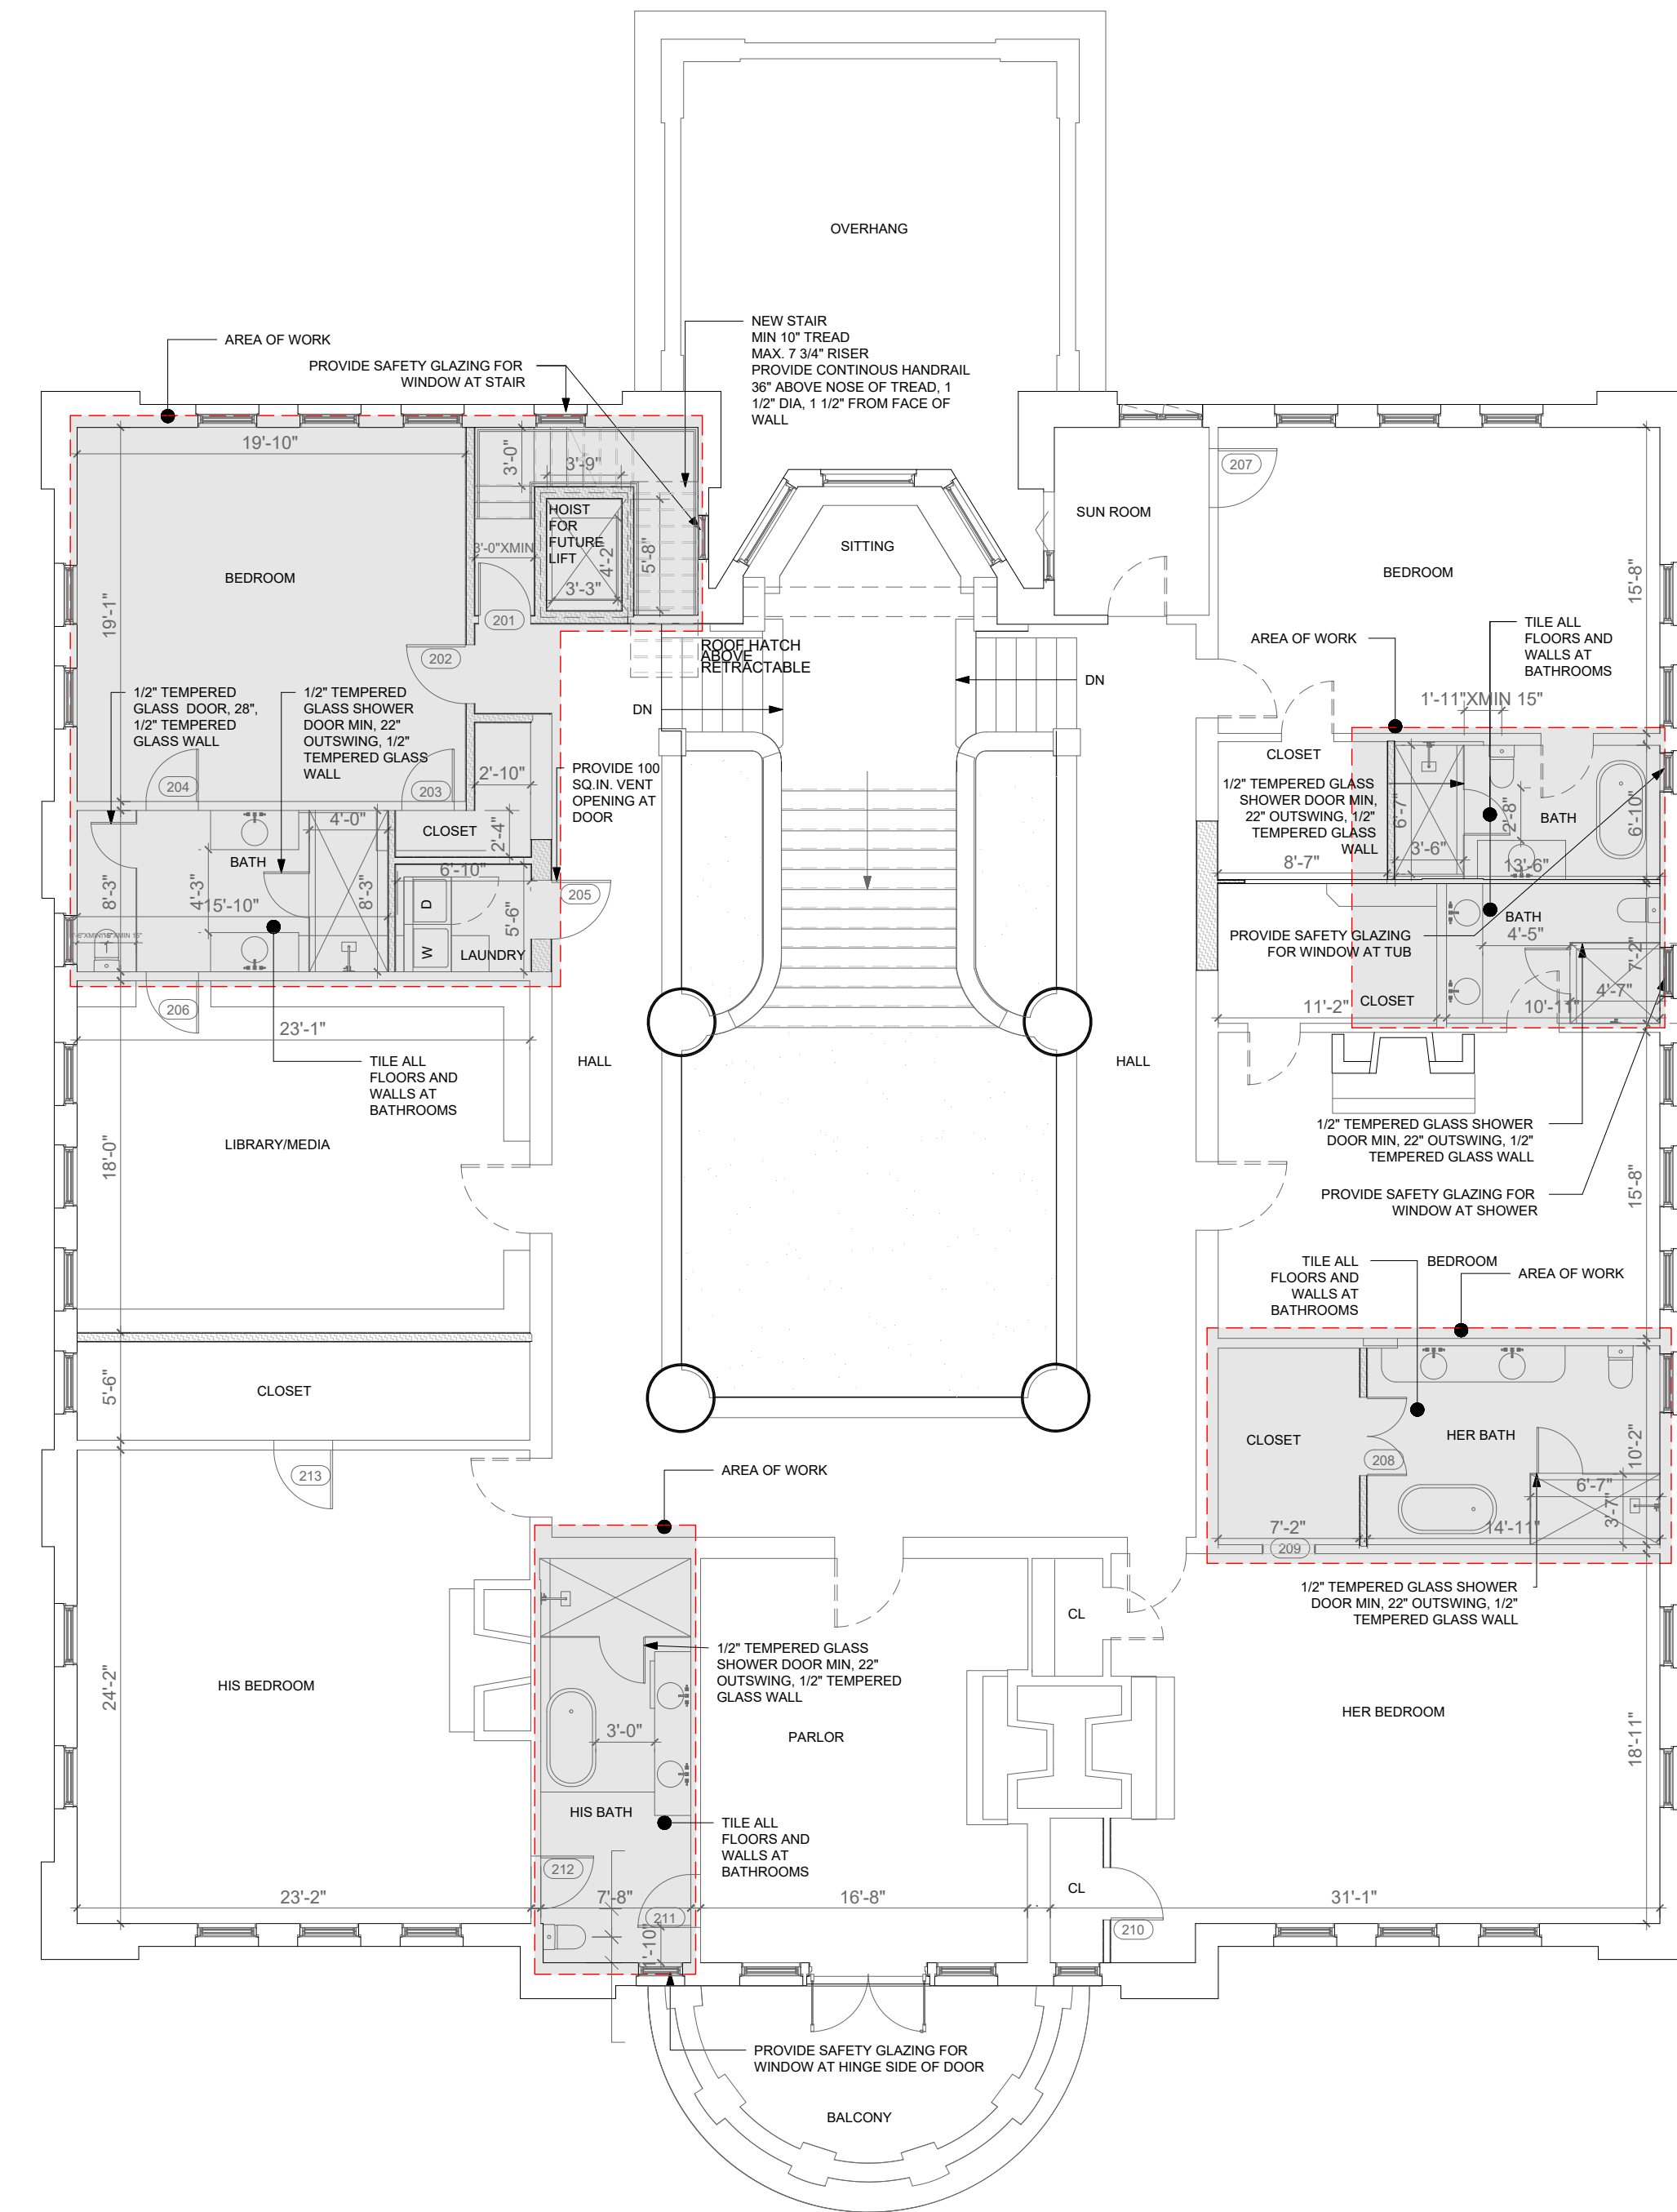 OVERHANG
NEW STAIR
MIN 10" TREAD
MAX. 7 3/4" RISER
PROVIDE CONTINOUS HANDRAIL
36" ABOVE NOSE OF TREAD, 1
1/2" DIA, 1 1/2" FROM FACE OF
WALL
AREA OF WORK
PROVIDE SAFETY GLAZING FOR
WINDOW AT STAIR
19'-10"
3'-0"
3'-9"
HOIST
FOR
FUTURE
LIFT
4'-2"
5'-8"
3'-3"
3'-0"XMIN
BEDROOM
19'-1"
201
202
SITTING
SUN ROOM
207
BEDROOM
15'-8"
ROOF HATCH
ABOVE
RETRACTABLE
DN
DN
AREA OF WORK
TILE ALL
FLOORS AND
WALLS AT
BATHROOMS
1'-11"XMIN 15"
1/2" TEMPERED
GLASS  DOOR, 28",
1/2" TEMPERED
GLASS WALL
1/2" TEMPERED
GLASS SHOWER
DOOR MIN, 22"
OUTSWING, 1/2"
TEMPERED GLASS
WALL
204
203
2'-10"
PROVIDE 100
SQ.IN. VENT
OPENING AT
DOOR
CLOSET
2'-4"
4'-0"
BATH
8'-3"
4'-3"
15'-10"
8'-3"
6'-10"
D
W
5'-6"
LAUNDRY
205
206
CLOSET
1/2" TEMPERED GLASS
SHOWER DOOR MIN,
22" OUTSWING, 1/2"
TEMPERED GLASS
WALL
6'-7"
3'-6"
2'-8"
BATH
6'-10"
8'-7"
13'-6"
BATH
4'-5"
PROVIDE SAFETY GLAZING
FOR WINDOW AT TUB
7'-2"
4'-7"
CLOSET
11'-2"
10'-11"
23'-1"
TILE ALL
FLOORS AND
WALLS AT
BATHROOMS
HALL
HALL
LIBRARY/MEDIA
18'-0"
1/2" TEMPERED GLASS SHOWER
DOOR MIN, 22" OUTSWING, 1/2"
TEMPERED GLASS WALL
PROVIDE SAFETY GLAZING FOR
WINDOW AT SHOWER
15'-8"
TILE ALL
FLOORS AND
WALLS AT
BATHROOMS
BEDROOM
AREA OF WORK
5'-6"
CLOSET
213
CLOSET
HER BATH
208
10'-2"
6'-7"
3'-7"
7'-2"
14'-11"
209
AREA OF WORK
1/2" TEMPERED GLASS SHOWER
DOOR MIN, 22" OUTSWING, 1/2"
TEMPERED GLASS WALL
CL
1/2" TEMPERED GLASS
SHOWER DOOR MIN, 22"
OUTSWING, 1/2" TEMPERED
GLASS WALL
HIS BEDROOM
24'-2"
3'-0"
PARLOR
HER BEDROOM
18'-11"
HIS BATH
TILE ALL
FLOORS AND
WALLS AT
BATHROOMS
212
CL
23'-2"
7'-8"
16'-8"
31'-1"
211
210
PROVIDE SAFETY GLAZING FOR
WINDOW AT HINGE SIDE OF DOOR
BALCONY